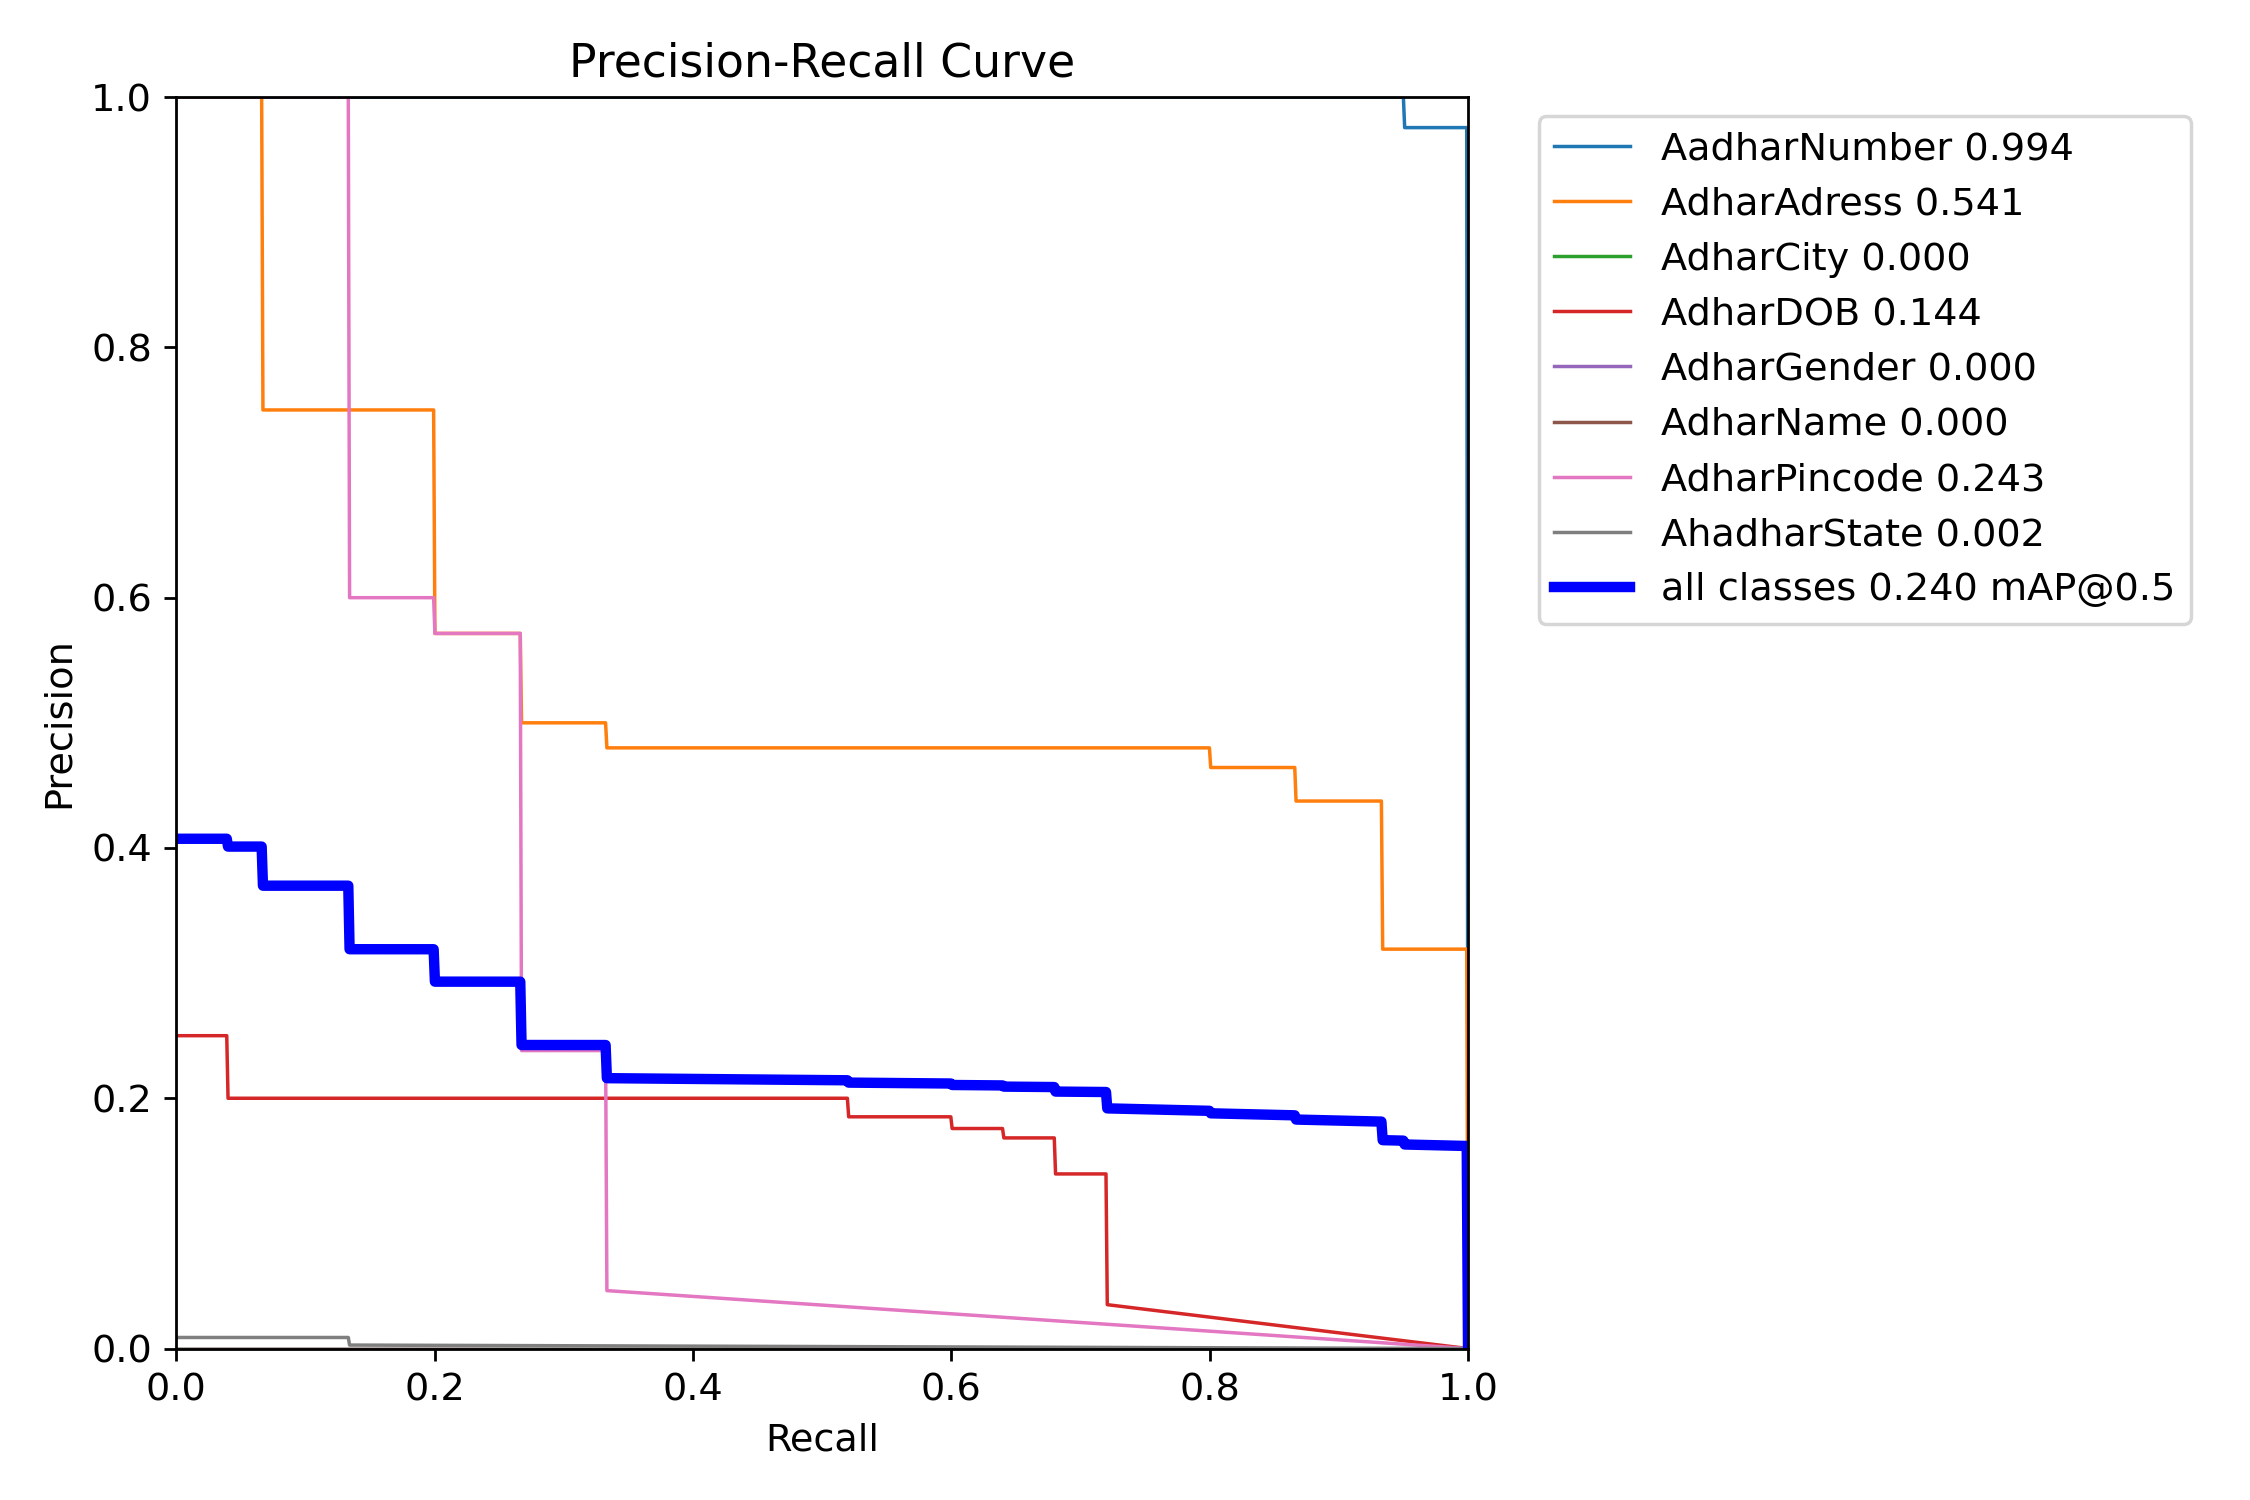 Precision-Recall Curve
1.0
0.8
0.6
0.4
0.2
0.0
Precision
0.0 0.2 0.4 0.6 0.8 1.0
Recall
AadharNumber 0.994
AdharAdress 0.541
AdharCity 0.000
AdharDOB 0.144
AdharGender 0.000
AdharName 0.000
AdharPincode 0.243
AhadharState 0.002
all classes 0.240 mAP@0.5